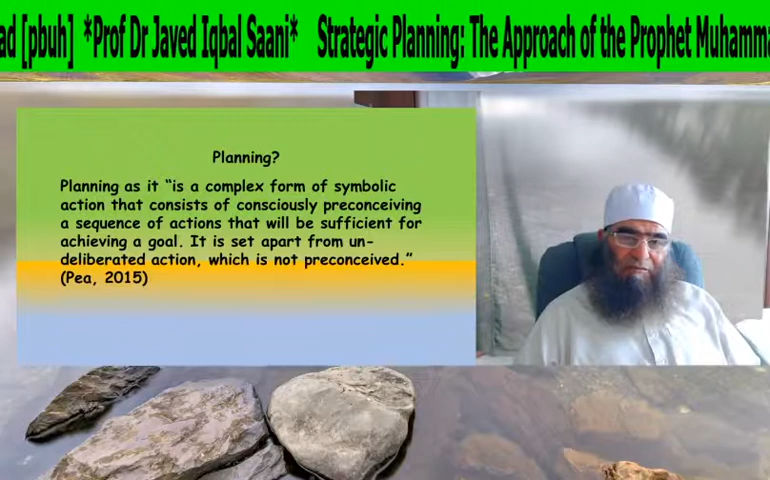 ad [pbuh] *Prof Dr Javed Iqbal Saani* Strategic Planning: The Approach of the Prophet Muhamma
Planning?
Planning as it “is a complex form of symbolic
action that consists of consciously preconceiving
a sequence of actions that will be sufficient for
achieving a goal. It is set apart from un-
deliberated action, which is not preconceived.”
(Pea, 2015)